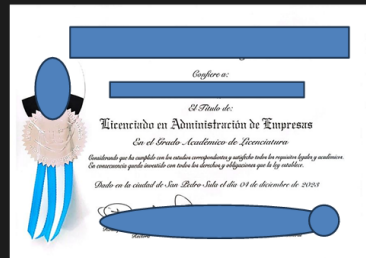 Confiere a:
El Título de:
Licenciado en Administración de Empresas
En el Grado Académico de Licenciatura
Considerando que ha cumplido con los estudios correspondientes y satisfecho todos los requisitos legales y académicos.
En consecuencia queda investido con todos los derechos y obligaciones que la ley establece.
Dado en la ciudad de San Pedro Sula el día 04 de diciembre de 2023